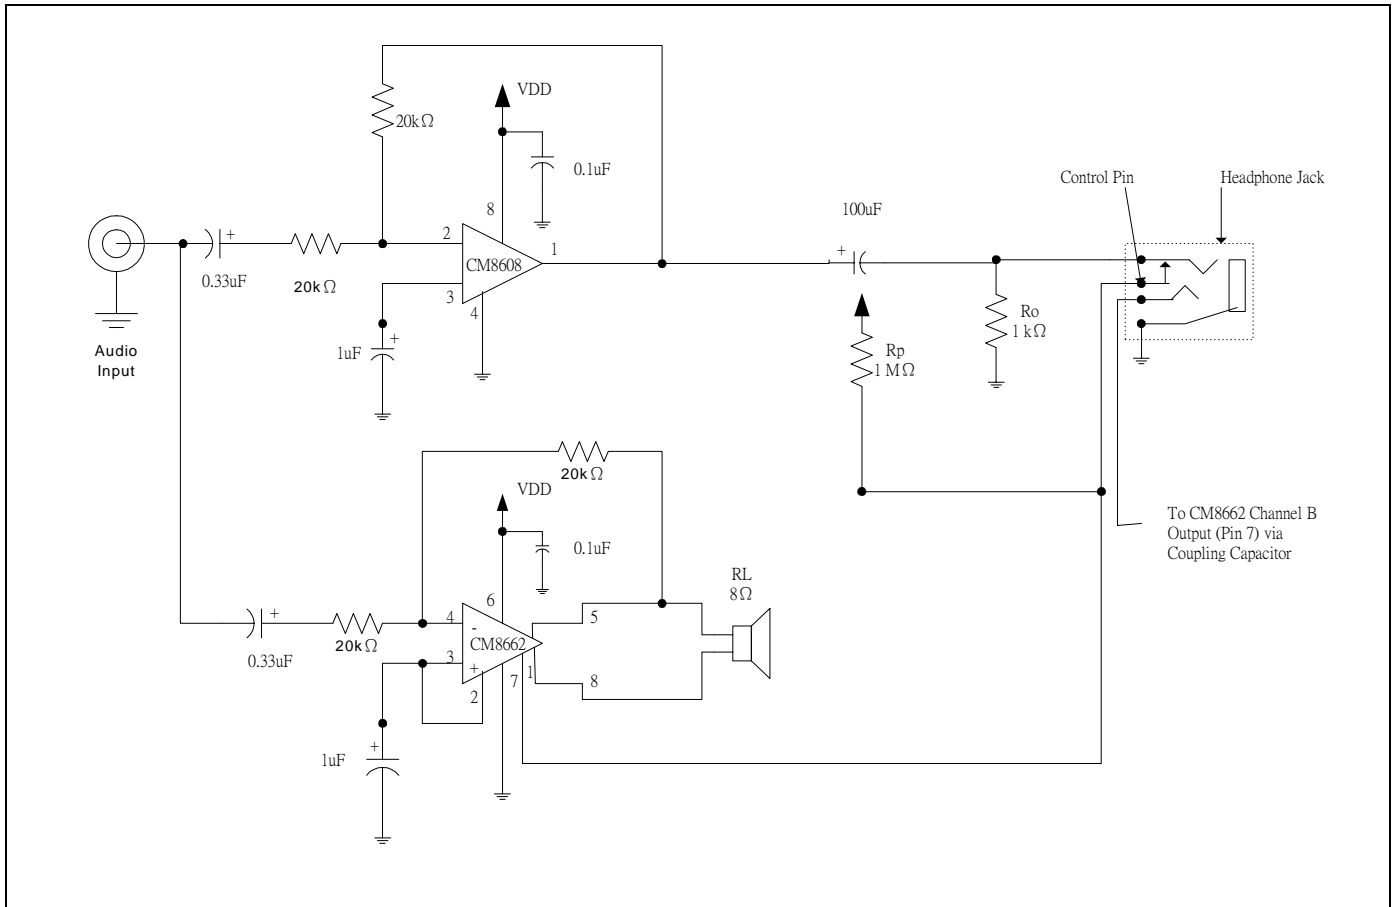 VDD
20kΩ
0.1uF
Control Pin
Headphone Jack
8
100uF
2
1
+
CM8608
+
0.33uF
20kΩ
3
4
+
1uF
Ro
1 kΩ
Rp
1 MΩ
Audio
Input
20kΩ
VDD
0.1uF
To CM8662 Channel B
Output (Pin 7) via
Coupling Capacitor
RL
8Ω
6
+
4
-
5
CM8662
20kΩ
0.33uF
3
+
1
7
8
2
+
1uF